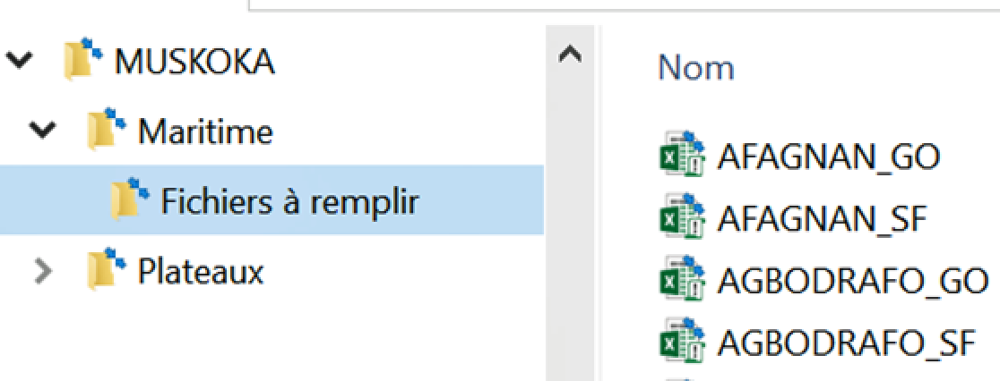 MUSKOKA
Maritime
Fichiers à remplir
Plateaux
Nom
AFAGNAN_GO
AFAGNAN_SF
AGBODRAFO_GO
AGBODRAFO_SF